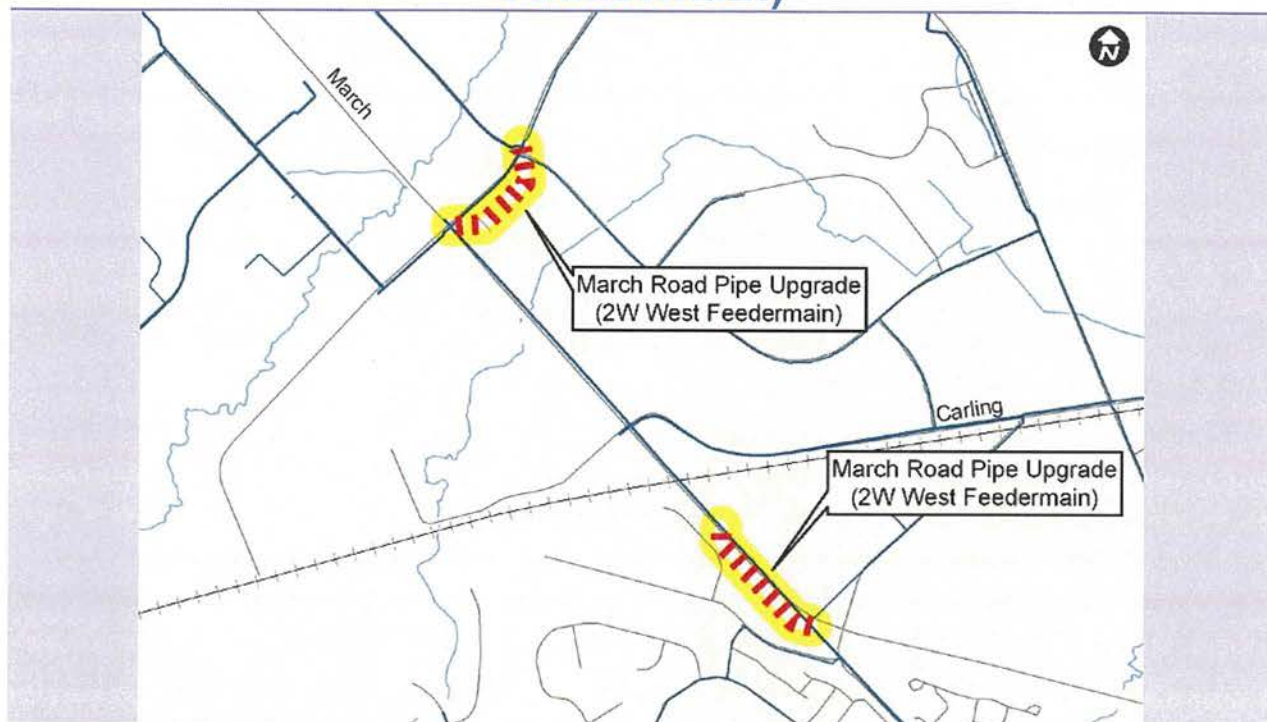 N
March
March Road Pipe Upgrade
(2W West Feedermain)
Carling
March Road Pipe Upgrade
(2W West Feedermain)